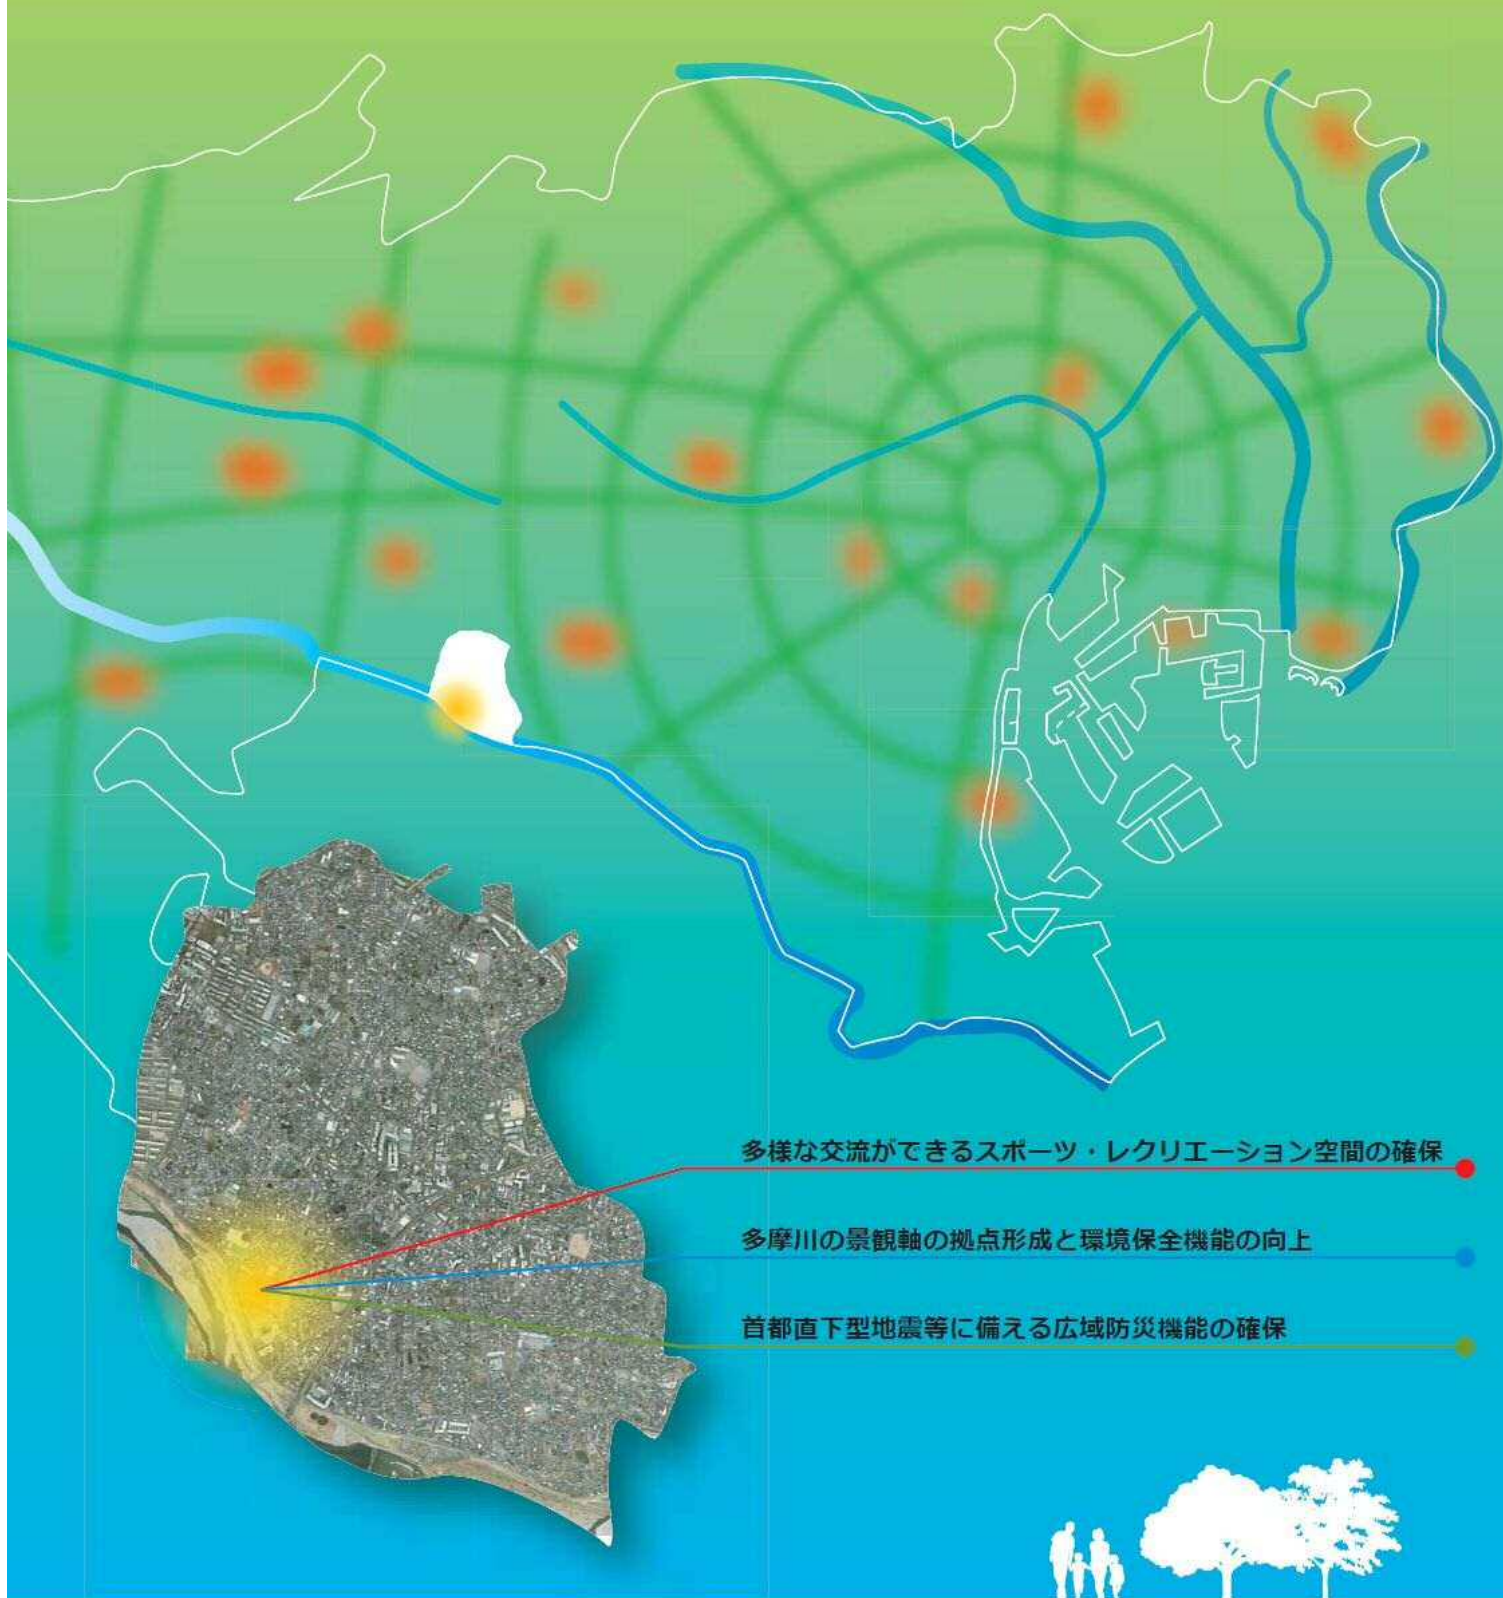 多様な交流ができるスポーツ・レクリエーション空間の確保
多摩川の景観軸の拠点形成と環境保全機能の向上
首都直下型地震等に備える広域防災機能の確保